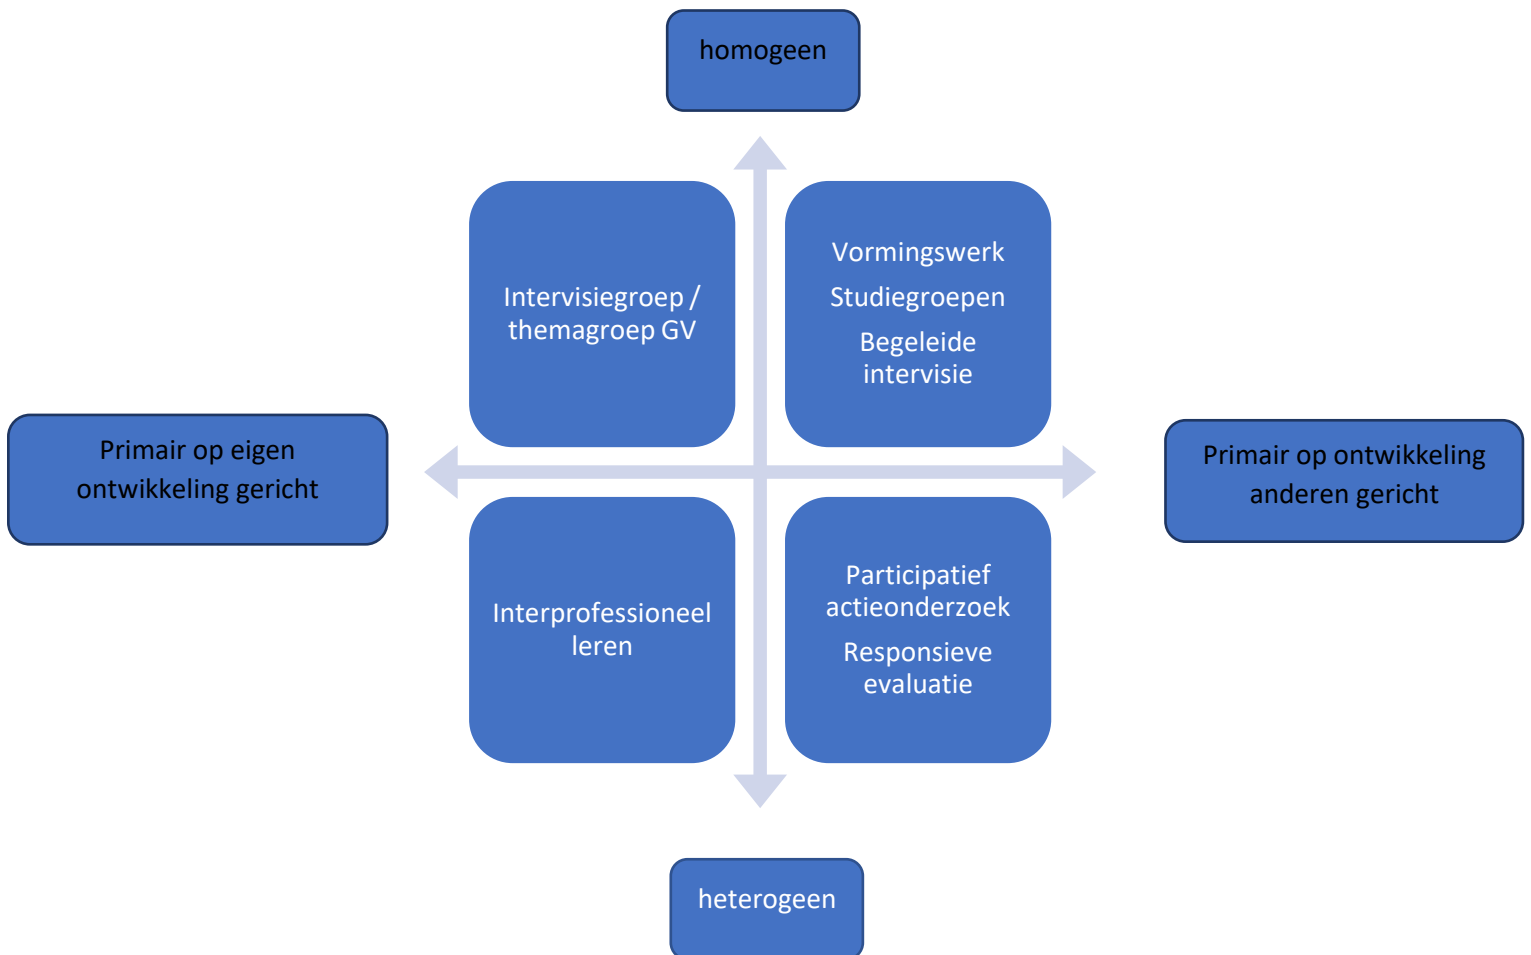 homogeen
Intervisiegroep /
themagroep GV
Vormingswerk
Studiegroepen
Begeleide
intervisie
Primair op eigen
ontwikkeling gericht
Primair op ontwikkeling
anderen gericht
Interprofessioneel
leren
Participatief
actieonderzoek
Responsieve
evaluatie
heterogeen